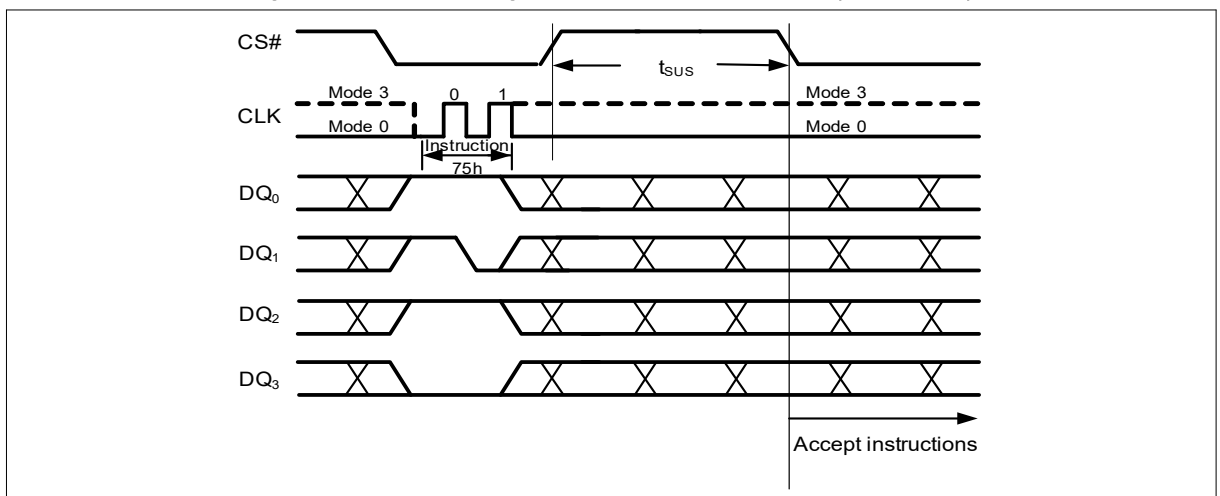 CS#
tSUS
Mode 3 0 1 Mode 3
CLK
Mode 0 Mode 0
Instruction
75h
DQ0
DQ1
DQ2
DQ3
Accept instructions